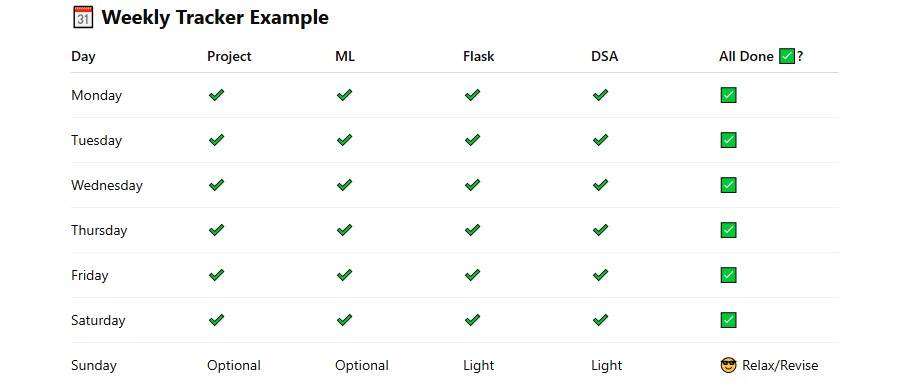 📅 Weekly Tracker Example
Day Project ML Flask DSA All Done ✅?
Monday ✔ ✔ ✔ ✔ ✅
Tuesday ✔ ✔ ✔ ✔ ✅
Wednesday ✔ ✔ ✔ ✔ ✅
Thursday ✔ ✔ ✔ ✔ ✅
Friday ✔ ✔ ✔ ✔ ✅
Saturday ✔ ✔ ✔ ✔ ✅
Sunday Optional Optional Light Light 😎 Relax/Revise